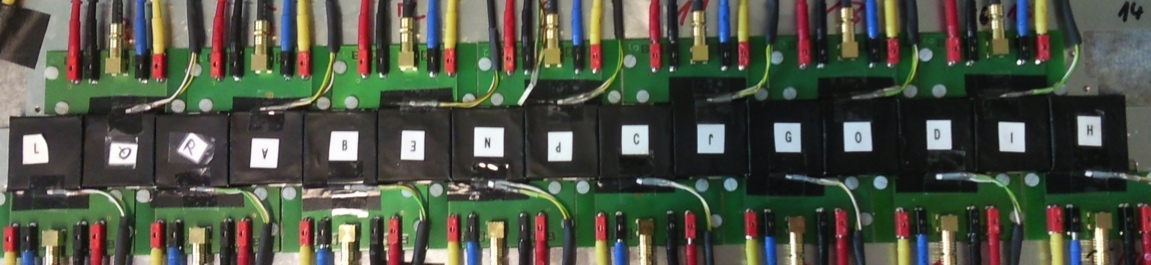 14
L Q R A B E N P C J G O D I H